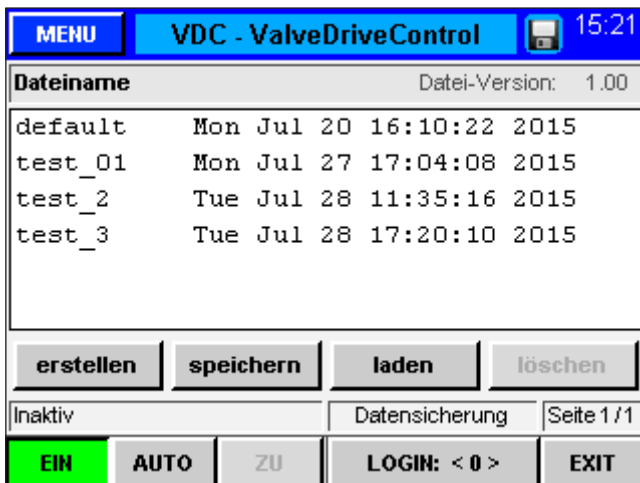 MENU VDC - ValveDriveControl 15:21
Dateiname Datei-Version: 1.00
default Mon Jul 20 16:10:22 2015
test_01 Mon Jul 27 17:04:08 2015
test_2 Tue Jul 28 11:35:16 2015
test_3 Tue Jul 28 17:20:10 2015
erstellen speichern laden löschen
Inaktiv Datensicherung Seite 1/1
EIN AUTO ZU LOGIN: < 0 > EXIT